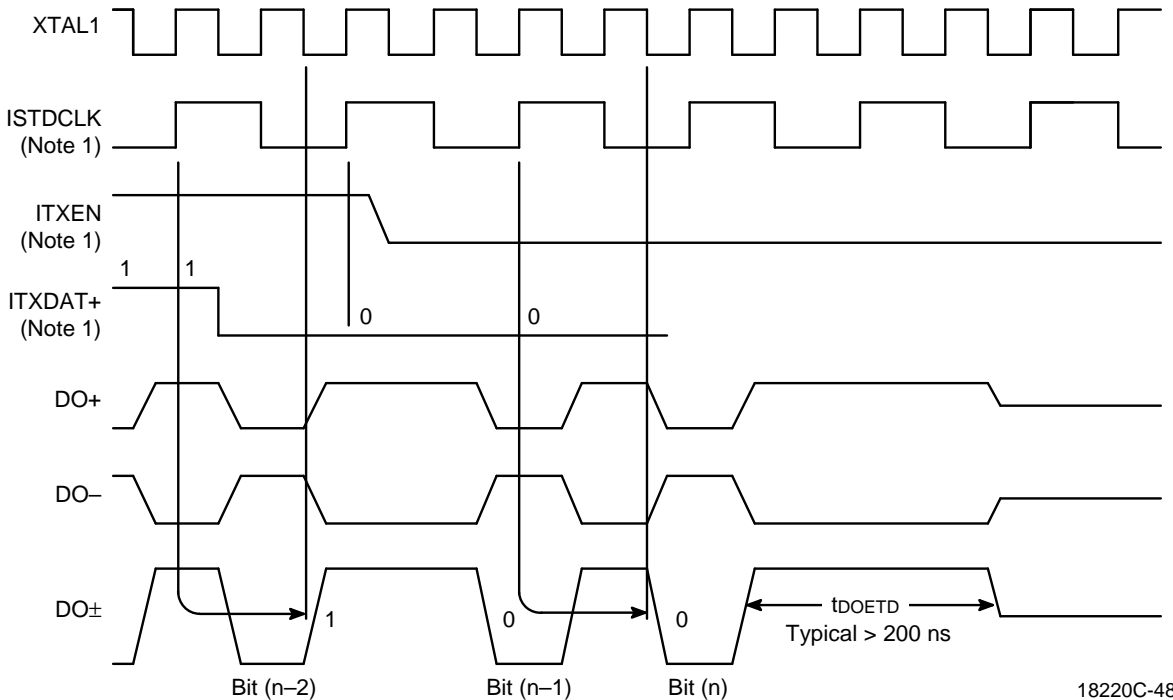 XTAL1
ISTDCLK
(Note 1)
ITXEN
(Note 1)
1 1
ITXDAT+
(Note 1)
0 0
DO+
DO–
DO±
1 0 0
tDOETD
Typical > 200 ns
Bit (n–2) Bit (n–1) Bit (n)
18220C-48